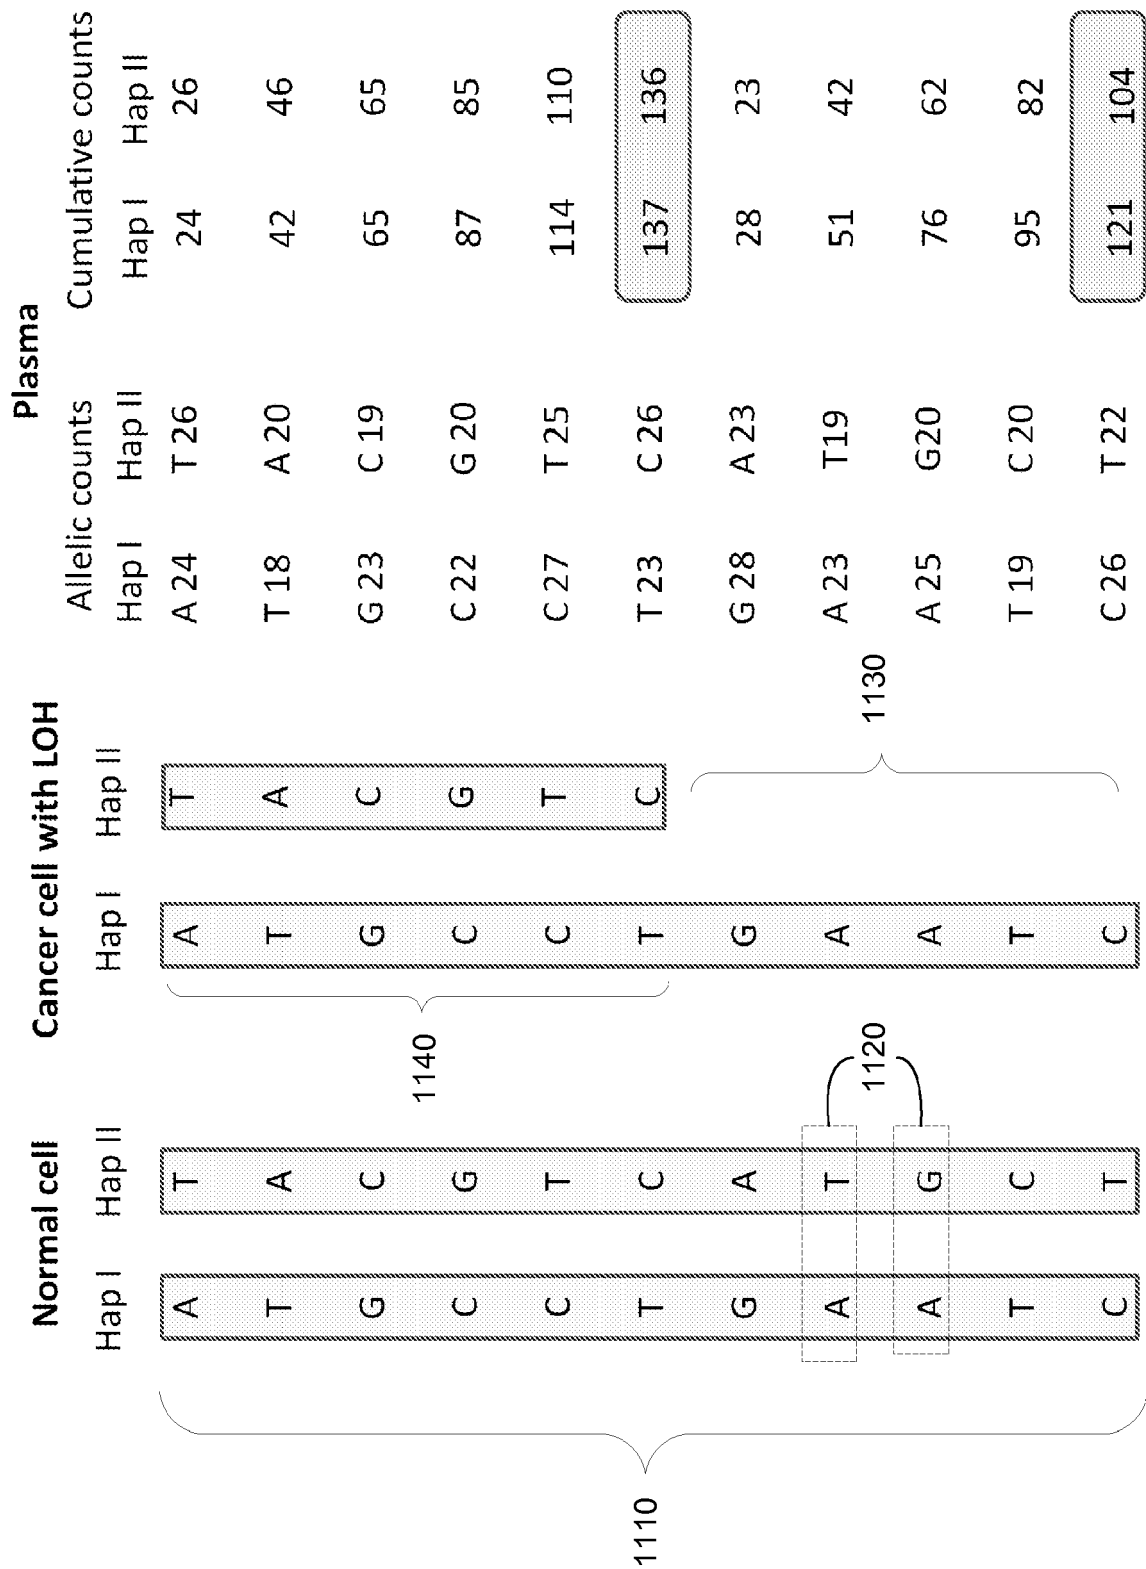 Plasma
Normal cell Cancer cell with LOH Allelic counts Cumulative counts
Hap I Hap II Hap I Hap II Hap I Hap II Hap I Hap II
A T A T A 24 T 26 24 26
T A T A T 18 A 20 42 46
G C G C G 23 C 19 65 65
1140
C G C G C 22 G 20 87 85
C T C T C 27 T 25 114 110
1110 T C T C T 23 C 26 137 136
G A G G 28 A 23 28 23
A T A A 23 T19 51 42
1120 1130
A G A A 25 G20 76 62
T C T T 19 C 20 95 82
C T C C 26 T 22 121 104